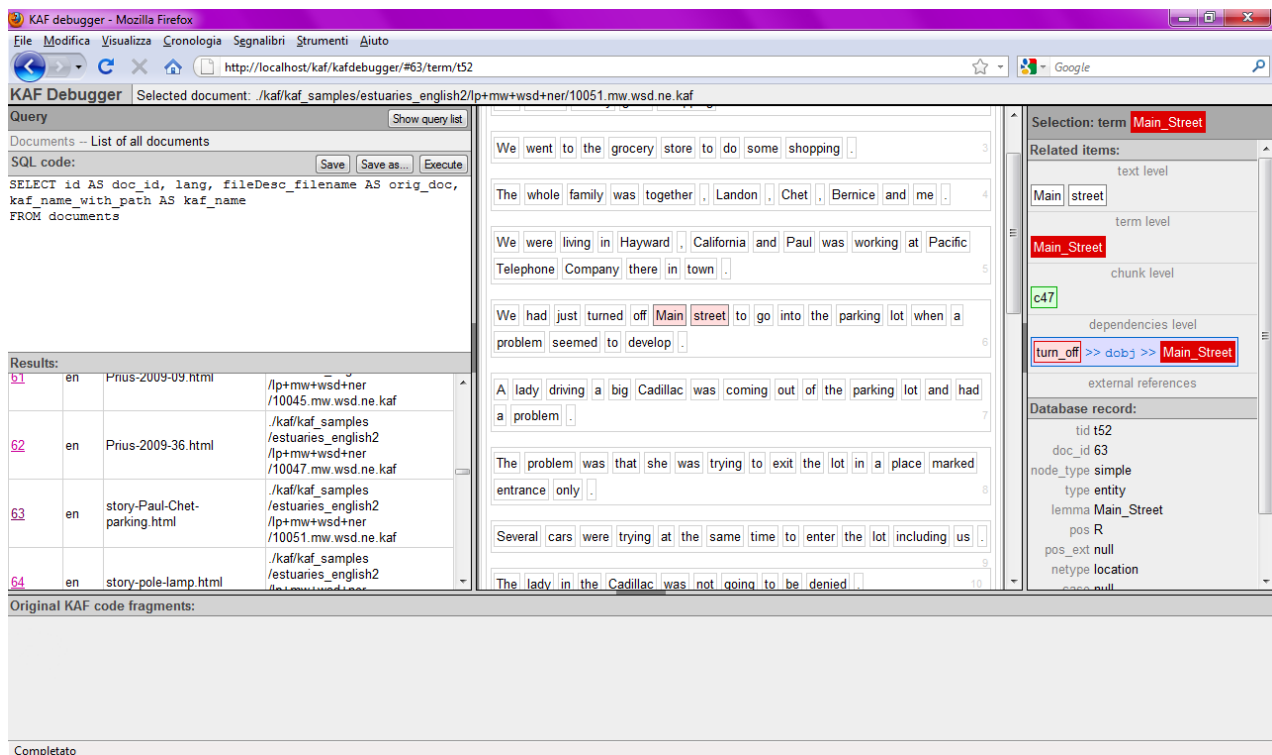 KAF debugger - Mozilla Firefox
File Modifica Visualizza Cronologia Segnalibri Strumenti Aiuto
http://localhost/kaf/kafdebugger/#63/term/t52
Google
KAF Debugger Selected document: ./kaf/kaf_samples/estuaries_english2/lp+mw+wsd+ner/10051.mw.wsd.ne.kaf
Query Show query list
Documents -- List of all documents
SQL code: Save Save as... Execute
SELECT id AS doc_id, lang, fileDesc_filename AS orig_doc,
kaf_name_with_path AS kaf_name
FROM documents
Results:
61 en Prius-2009-09.html
/lp+mw+wsd+ner
/10045.mw.wsd.ne.kaf
62 en Prius-2009-36.html
./kaf/kaf_samples
/estuaries_english2
/lp+mw+wsd+ner
/10047.mw.wsd.ne.kaf
63 en story-Paul-Chet-
parking.html
./kaf/kaf_samples
/estuaries_english2
/lp+mw+wsd+ner
/10051.mw.wsd.ne.kaf
64 en story-pole-lamp.html
./kaf/kaf_samples
/estuaries_english2
We went to the grocery store to do some shopping . 3
The whole family was together , Landon , Chet , Bernice and me . 4
We were living in Hayward , California and Paul was working at Pacific
Telephone Company there in town . 5
We had just turned off Main street to go into the parking lot when a
problem seemed to develop . 6
A lady driving a big Cadillac was coming out of the parking lot and had
a problem . 7
The problem was that she was trying to exit the lot in a place marked
entrance only . 8
Several cars were trying at the same time to enter the lot including us .
9
The lady in the Cadillac was not going to be denied . 10
Selection: term Main_Street
Related items:
text level
Main street
term level
Main_Street
chunk level
c47
dependencies level
turn_off >> dobj >> Main_Street
external references
Database record:
tid t52
doc_id 63
node_type simple
type entity
lemma Main_Street
pos R
pos_ext null
netype location
case null
Original KAF code fragments:
Completato